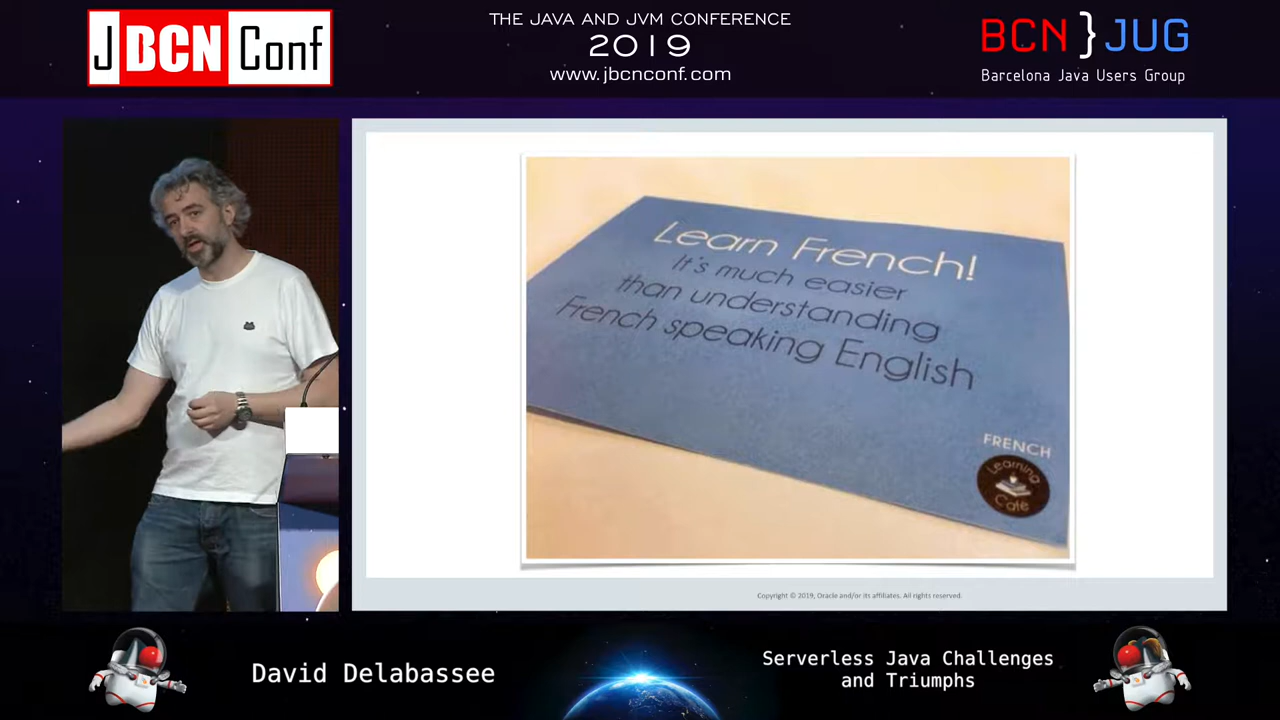 JBCNConf
THE JAVA AND JVM CONFERENCE
2019
www.jbcnconf.com
BCN}JUG
Barcelona Java Users Group
Learn French!
It's much easier
than understanding
French speaking English
FRENCH
Learning
Café
Copyright © 2019, Oracle and/or its affiliates. All rights reserved.
David Delabassee
Serverless Java Challenges
and Triumphs